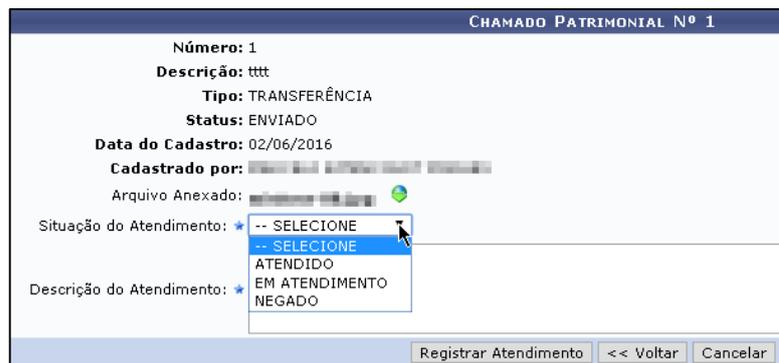 CHAMADO PATRIMONIAL Nº 1
Número: 1
Descrição: tttt
Tipo: TRANSFERÊNCIA
Status: ENVIADO
Data do Cadastro: 02/06/2016
Cadastrado por:
Arquivo Anexado:
Situação do Atendimento: -- SELECIONE
-- SELECIONE
ATENDIDO
EM ATENDIMENTO
NEGADO
Descrição do Atendimento:
Registrar Atendimento << Voltar Cancelar